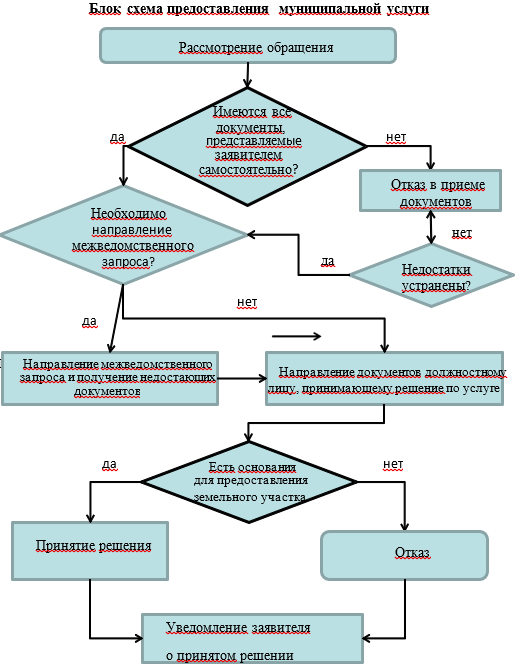 Блок схема предоставления муниципальной услуги
Рассмотрение обращения
Имеются все
документы,
представляемые
заявителем
самостоятельно?
да
нет
Отказ в приеме
документов
Необходимо
направление
межведомственного
запроса?
нет
да
Недостатки
устранены?
нет
да
Направление межведомственного
запроса и получение недостающих
документов
Направление документов должностному
лицу, принимающему решение по услуге
Есть основания
для предоставления
земельного участка
да
нет
Принятие решения
Отказ
Уведомление заявителя
о принятом решении